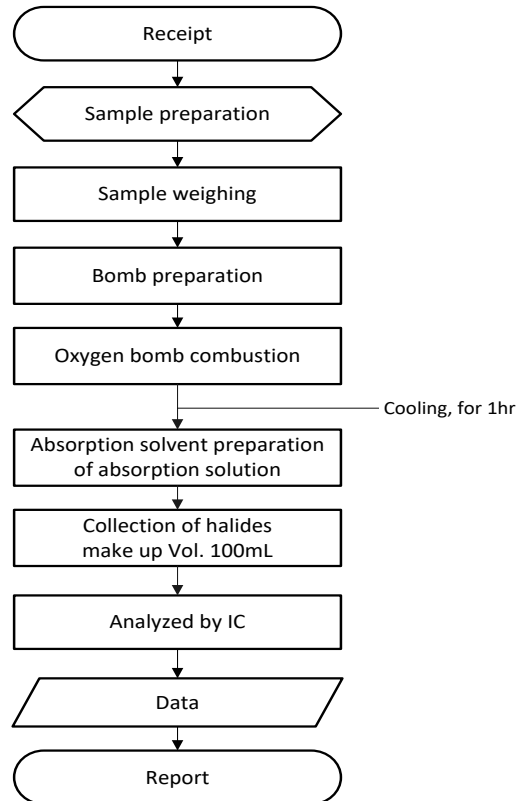 Receipt
Sample preparation
Sample weighing
Bomb preparation
Oxygen bomb combustion
Cooling, for 1hr
Absorption solvent preparation
of absorption solution
Collection of halides
make up Vol. 100mL
Analyzed by IC
Data
Report